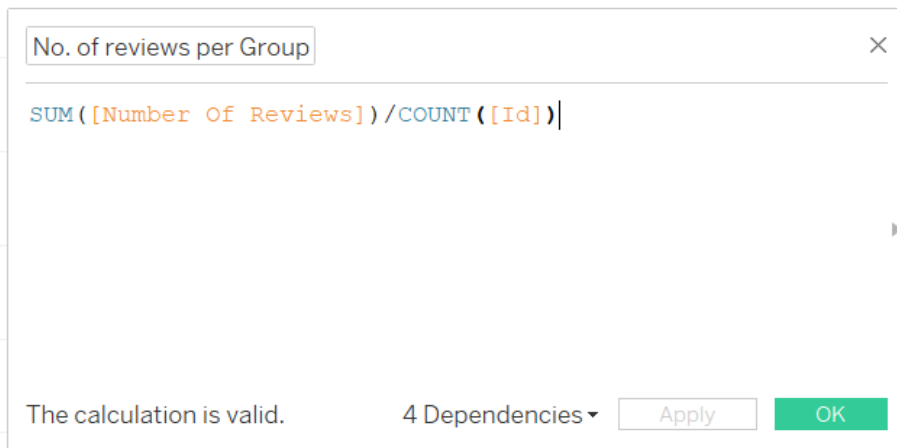 No. of reviews per Group
SUM([Number Of Reviews])/COUNT([Id])
The calculation is valid. 4 Dependencies Apply OK